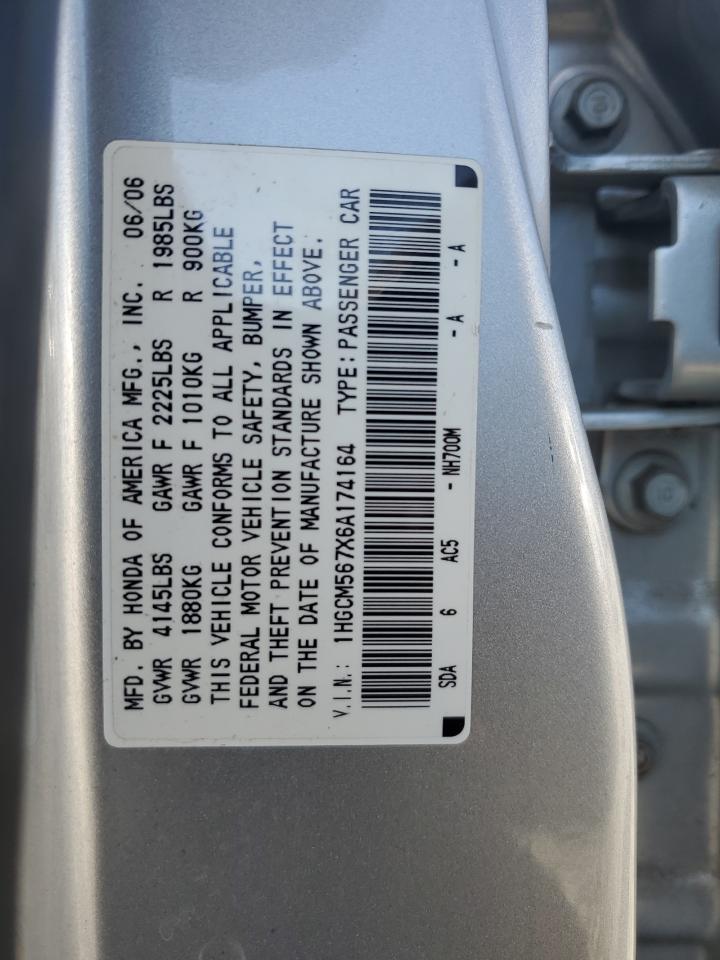 MFD. BY HONDA OF AMERICA MFG., INC. 06/06
GVWR 4145LBS GAWR F 2225LBS R 1985LBS
GVWR 1880KG GAWR F 1010KG R 900KG
THIS VEHICLE CONFORMS TO ALL APPLICABLE
FEDERAL MOTOR VEHICLE SAFETY, BUMPER,
AND THEFT PREVENTION STANDARDS IN EFFECT
ON THE DATE OF MANUFACTURE SHOWN ABOVE.
V.I.N.: 1HGCM567X6A174164 TYPE: PASSENGER CAR
SDA 6 AC5 - NH700M - A - A